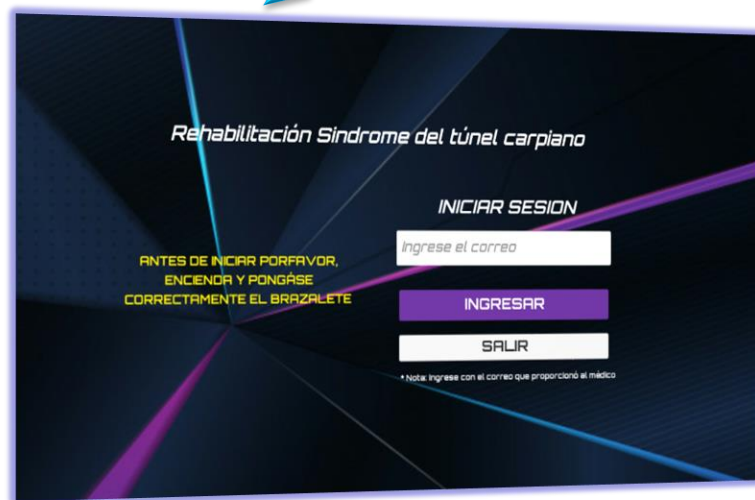 Rehabilitación Sindrome del túnel carpiano
INICIAR SESION
Ingrese el correo
ANTES DE INICIAR PORFAVOR,
ENCIENDA Y PONGÁSE
CORRECTAMENTE EL BRAZALETE
INGRESAR
SALIR
* Nota: Ingrese con el correo que proporcionó al médico